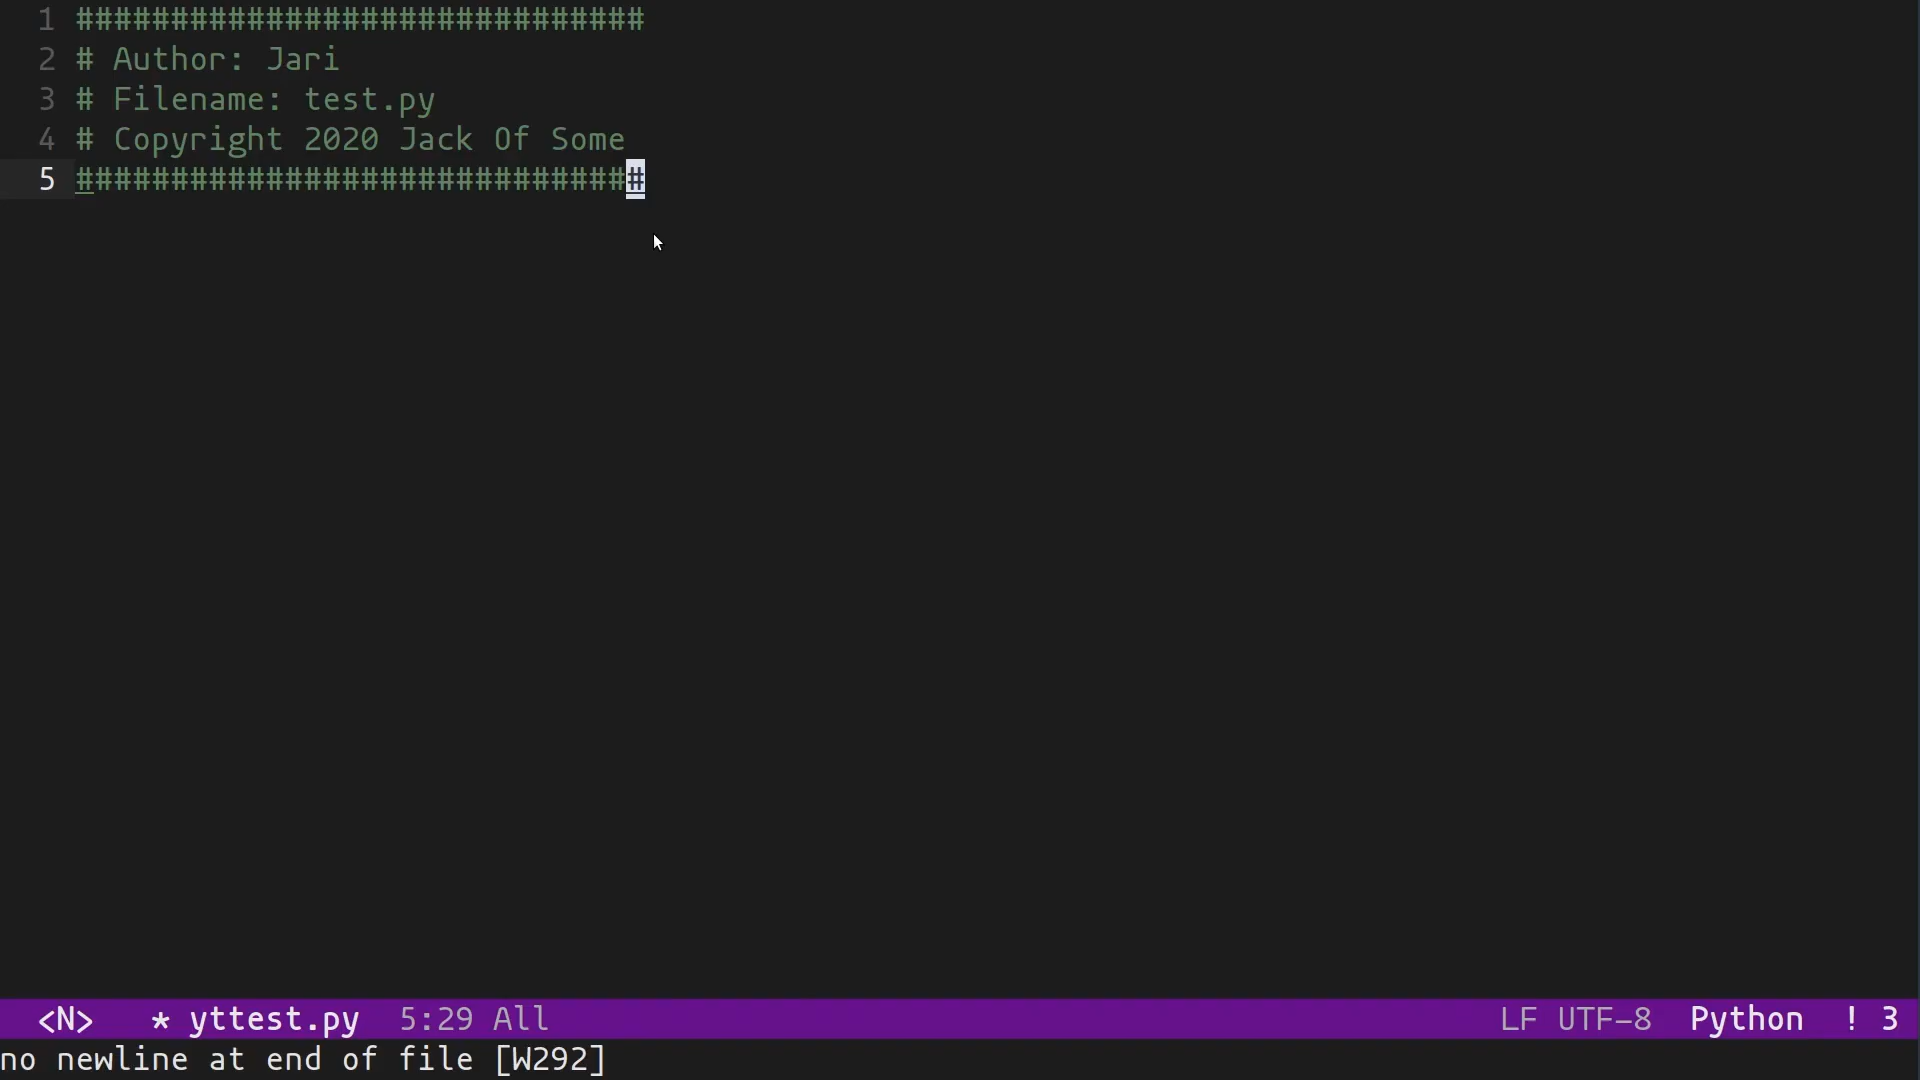 1 ##############################
2 # Author: Jari
3 # Filename: test.py
4 # Copyright 2020 Jack Of Some
5 ##############################
<N> * yttest.py 5:29 All LF UTF-8 Python ! 3
no newline at end of file [W292]